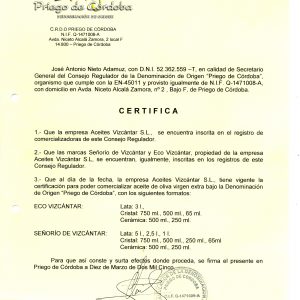 Priego de Córdoba
DENOMINACIÓN DE ORIGEN
C.R.D.O PRIEGO DE CÓRDOBA
N.I.F. Q-1471008-A
Avda. Niceto Alcalá Zamora, 2 local F
14.800 – Priego de Córdoba
José Antonio Nieto Adamuz, con D.N.I. 52.362.559 –T, en calidad de Secretario
General del Consejo Regulador de la Denominación de Origen "Priego de Córdoba",
organismo que cumple con la EN-45011 y provisto igualmente de N.I.F. Q-1471008-A,
con domicilio en Avda. Niceto Alcalá Zamora, nº 2 , Bajo F, de Priego de Córdoba.
CERTIFICA
1.- Que la empresa Aceites Vizcántar S.L., se encuentra inscrita en el registro de
comercializadoras de este Consejo Regulador.
2.- Que las marcas Señorío de Vizcántar y Eco Vizcántar, propiedad de la empresa
Aceites Vizcántar S.L., se encuentran, igualmente, inscritas en los registros de este
Consejo Regulador.
3.- Que al día de la fecha, la empresa Aceites Vizcántar S.L., tiene vigente la
certificación para poder comercializar aceite de oliva virgen extra bajo la Denominación
de Origen "Priego de Córdoba", con los siguientes formatos:
ECO VIZCÁNTAR: Lata: 3 l.,
Cristal: 750 ml., 500 ml., 65 ml.
Cerámica: 500 ml., 250 ml.
SEÑORÍO DE VIZCÁNTAR: Lata: 5 l., 2,5 l., 1 l.
Cristal: 750 ml., 500 ml., 250 ml., 65ml.
Cerámica: 500 ml., 250 ml.
Para que así conste y surta efectos donde proceda, se firma el presente en
Priego de Córdoba a Diez de Marzo de Dos Mil Cinco.
N.I.F. Q-1471008-A